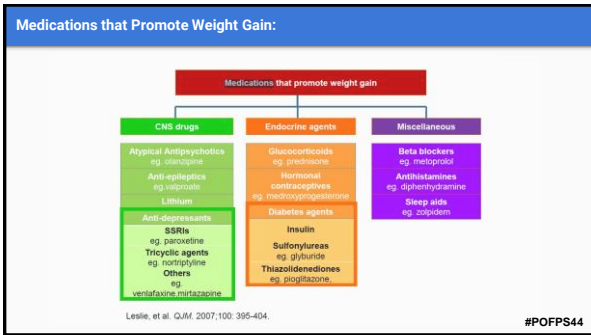 Medications that Promote Weight Gain:
Medications that promote weight gain
CNS drugs
Atypical Antipsychotics
eg. olanzipine
Anti-epileptics
eg.valproate
Lithium
Anti-depressants
SSRIs
eg. paroxetine
Tricyclic agents
eg. nortriptyline
Others
eg.
venlafaxine.mirtazapine
Endocrine agents
Glucocorticoids
eg. prednisone
Hormonal
contraceptives
eg. medroxyprogesterone
Diabetes agents
Insulin
Sulfonylureas
eg. glyburide
Thiazolidenediones
eg. pioglitazone,
Miscellaneous
Beta blockers
eg. metoprolol
Antihistamines
eg. diphenhydramine
Sleep aids
eg. zolpidem
Leslie, et al. QJM. 2007;100: 395-404.
#POFPS44